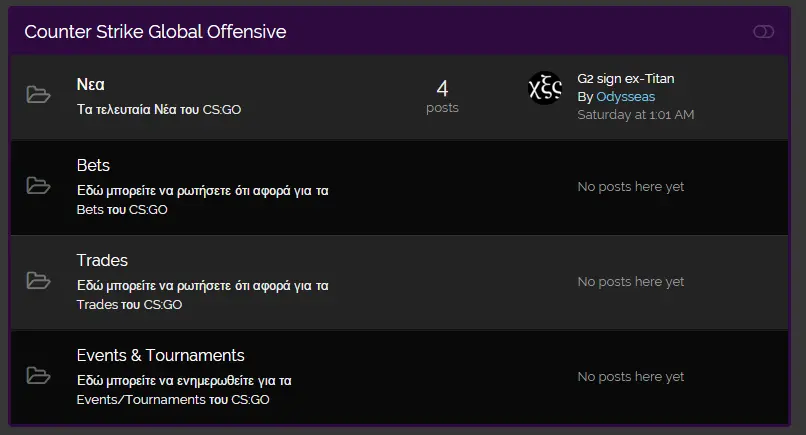 Counter Strike Global Offensive
Νεα
Τα τελευταία Νέα του CS:GO
4
posts
χξς
G2 sign ex-Titan
By Odysseas
Saturday at 1:01 AM
Bets
Εδώ μπορείτε να ρωτήσετε ότι αφορά για τα
Bets του CS:GO
No posts here yet
Trades
Εδώ μπορείτε να ρωτήσετε ότι αφορά για τα
Trades του CS:GO
No posts here yet
Events & Tournaments
Εδώ μπορείτε να ενημερωθείτε για τα
Events/Tournaments του CS:GO
No posts here yet